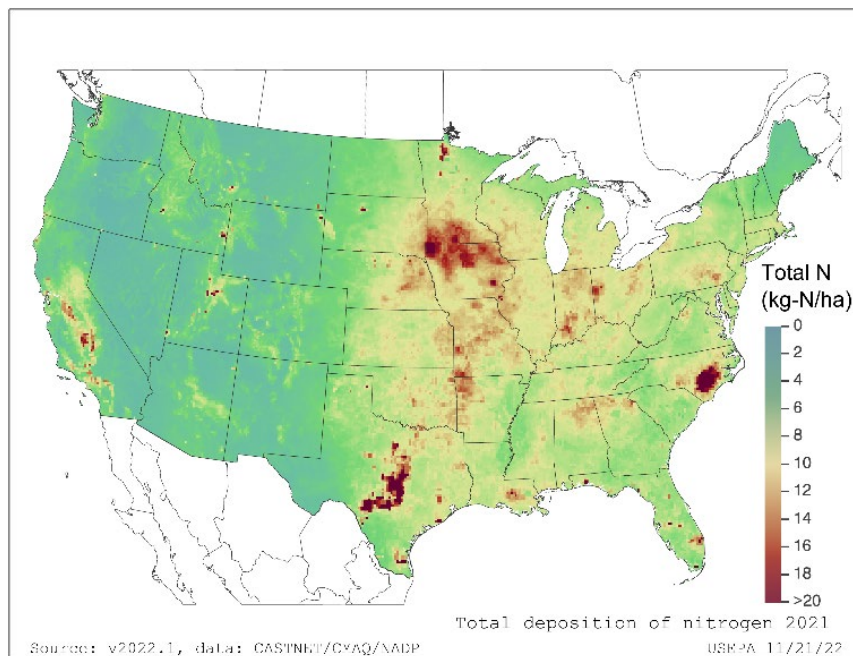 Total N
(kg-N/ha)
0
2
4
6
8
10
12
14
16
18
>20
Total deposition of nitrogen 2021
Source: v2022.1, data: CASTNET/CMAQ/NADP
USEPA 11/21/22